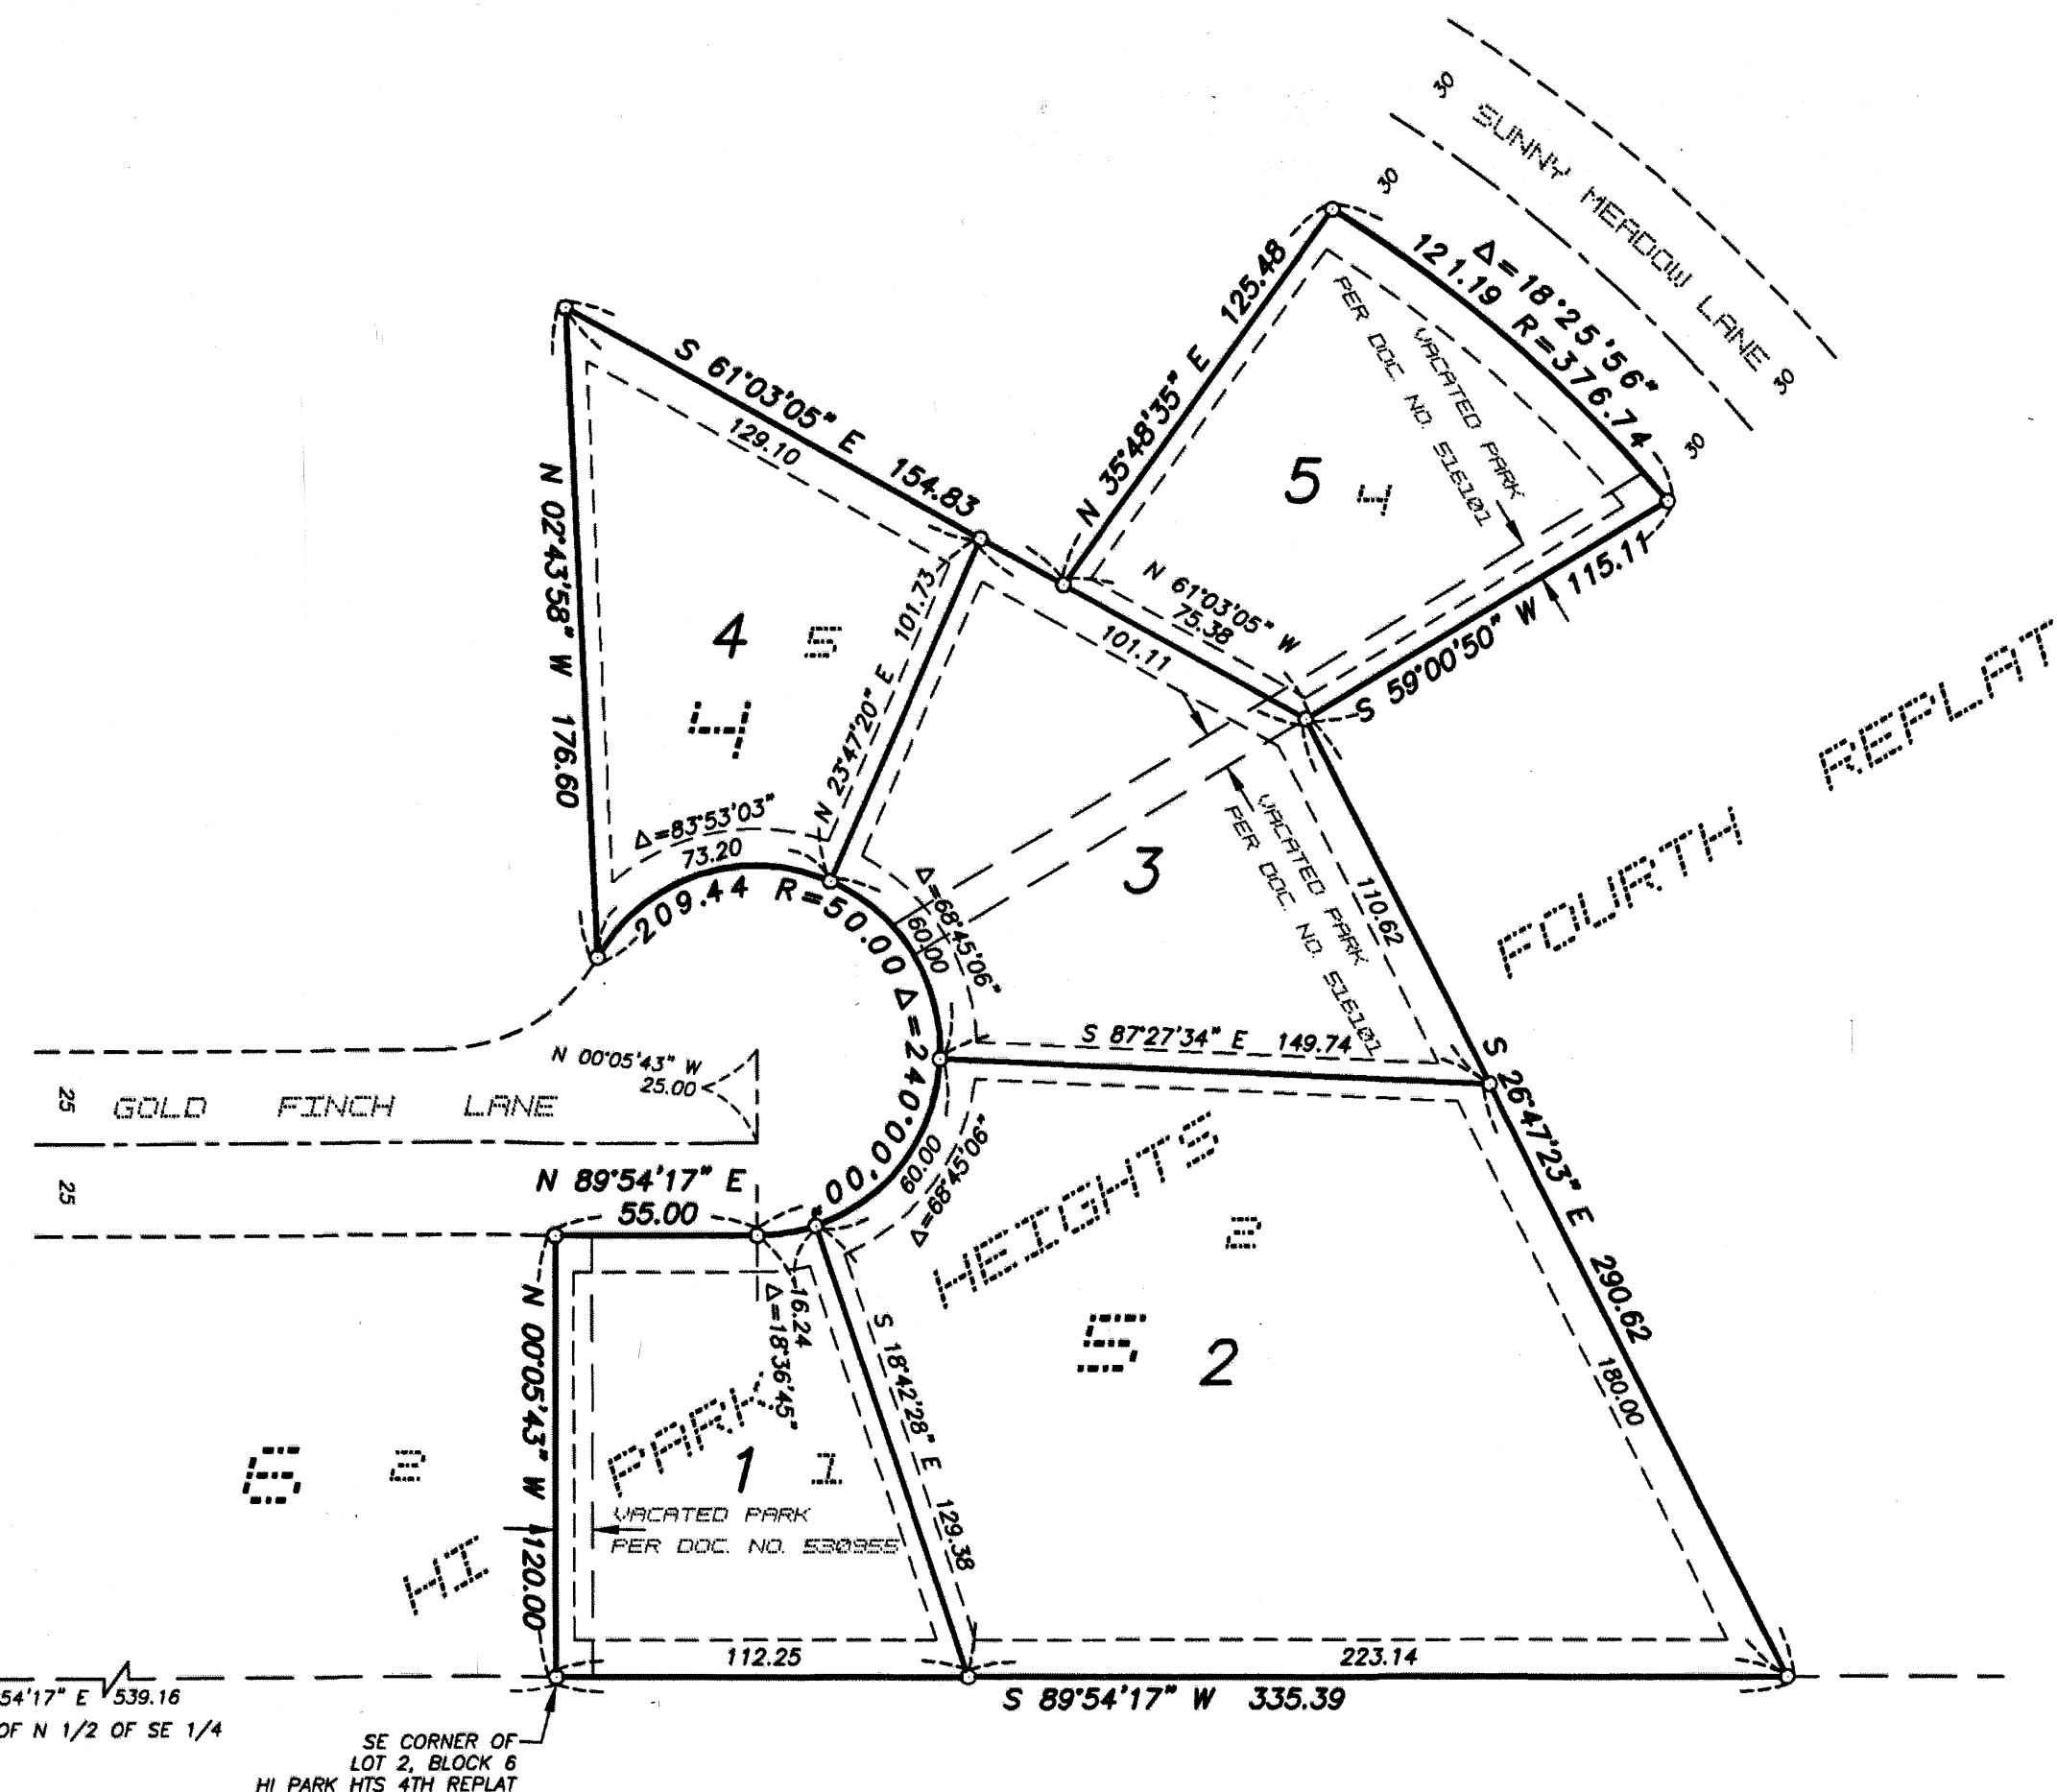 30 SUNNY MEADOW LANE 30
30
30
Δ=18°25'56"
121.19 R=376.74
N 35°48'35" E 125.48
VACATED PARK
PER DOC. NO. 516101
5 4
S 61°03'05" E 154.83
129.10
N 02°43'58" W 176.60
N 61°03'05" W
75.38
S 59°00'50" W 115.11
101.11
101.73
N 23°47'20" E
4 5
4
Δ=83°53'03"
73.20
209.44 R=50.00 Δ=240°00'00"
Δ=68°45'06"
60.00
3
VACATED PARK
PER DOC. NO. 516101
110.62
HI PARK HEIGHTS FOURTH REPLAT
S 87°27'34" E 149.74
S 26°47'23" E 290.62
180.00
N 00°05'43" W
25.00
25
GOLD FINCH LANE
25
N 89°54'17" E
55.00
60.00
Δ=68°45'06"
16.24
Δ=18°36'45"
2
5 2
S 18°42'28" E 129.38
N 00°05'43" W 120.00
6 2
1 1
VACATED PARK
PER DOC. NO. 530955
112.25
223.14
S 89°54'17" W 335.39
54'17" E 539.16
OF N 1/2 OF SE 1/4
SE CORNER OF
LOT 2, BLOCK 6
HI PARK HTS 4TH REPLAT